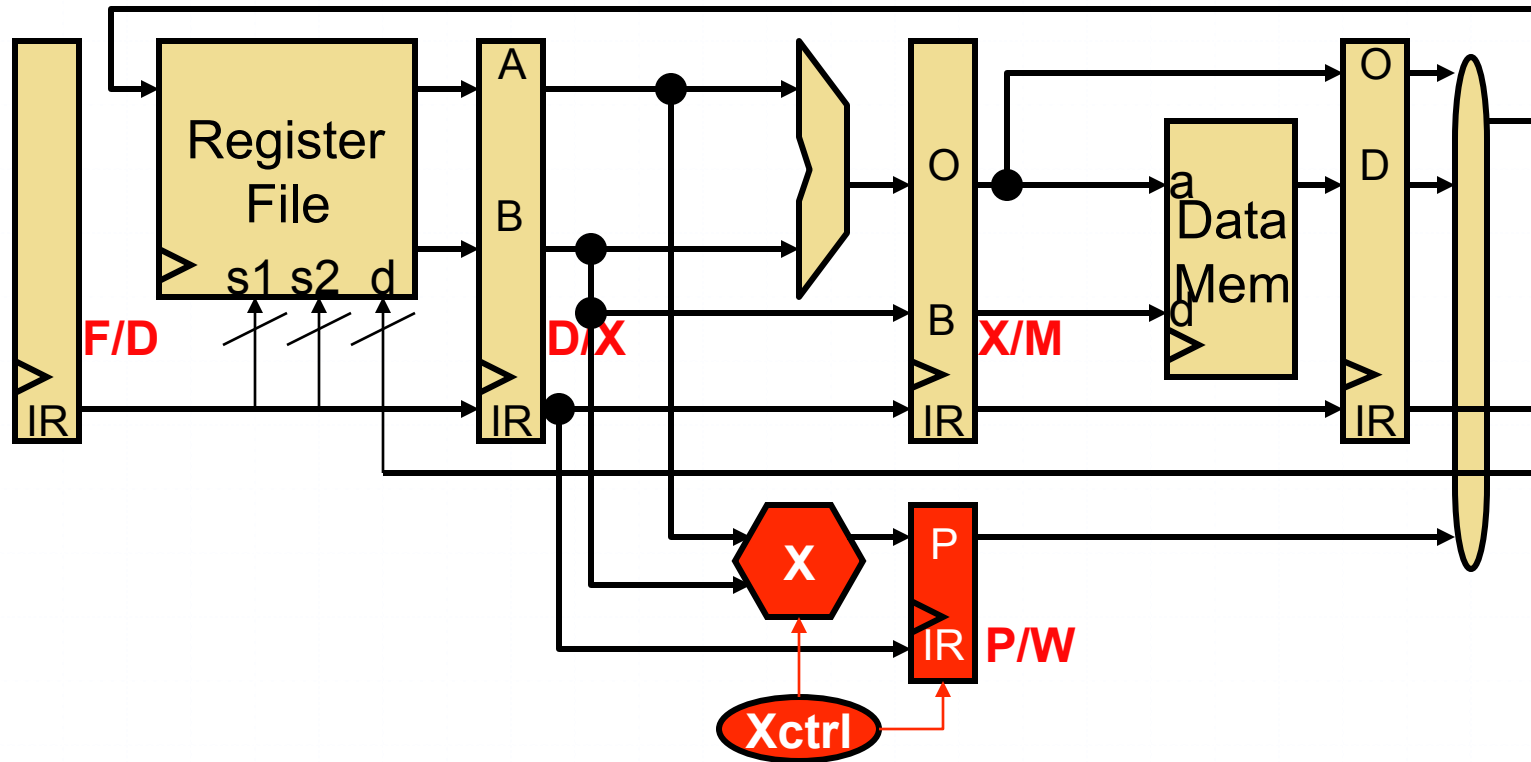 A
O
Register
File
O
D
B
a
Data
Mem
d
s1 s2 d
B
F/D
D/X
X/M
IR
IR
IR
IR
X
P
IR
P/W
Xctrl